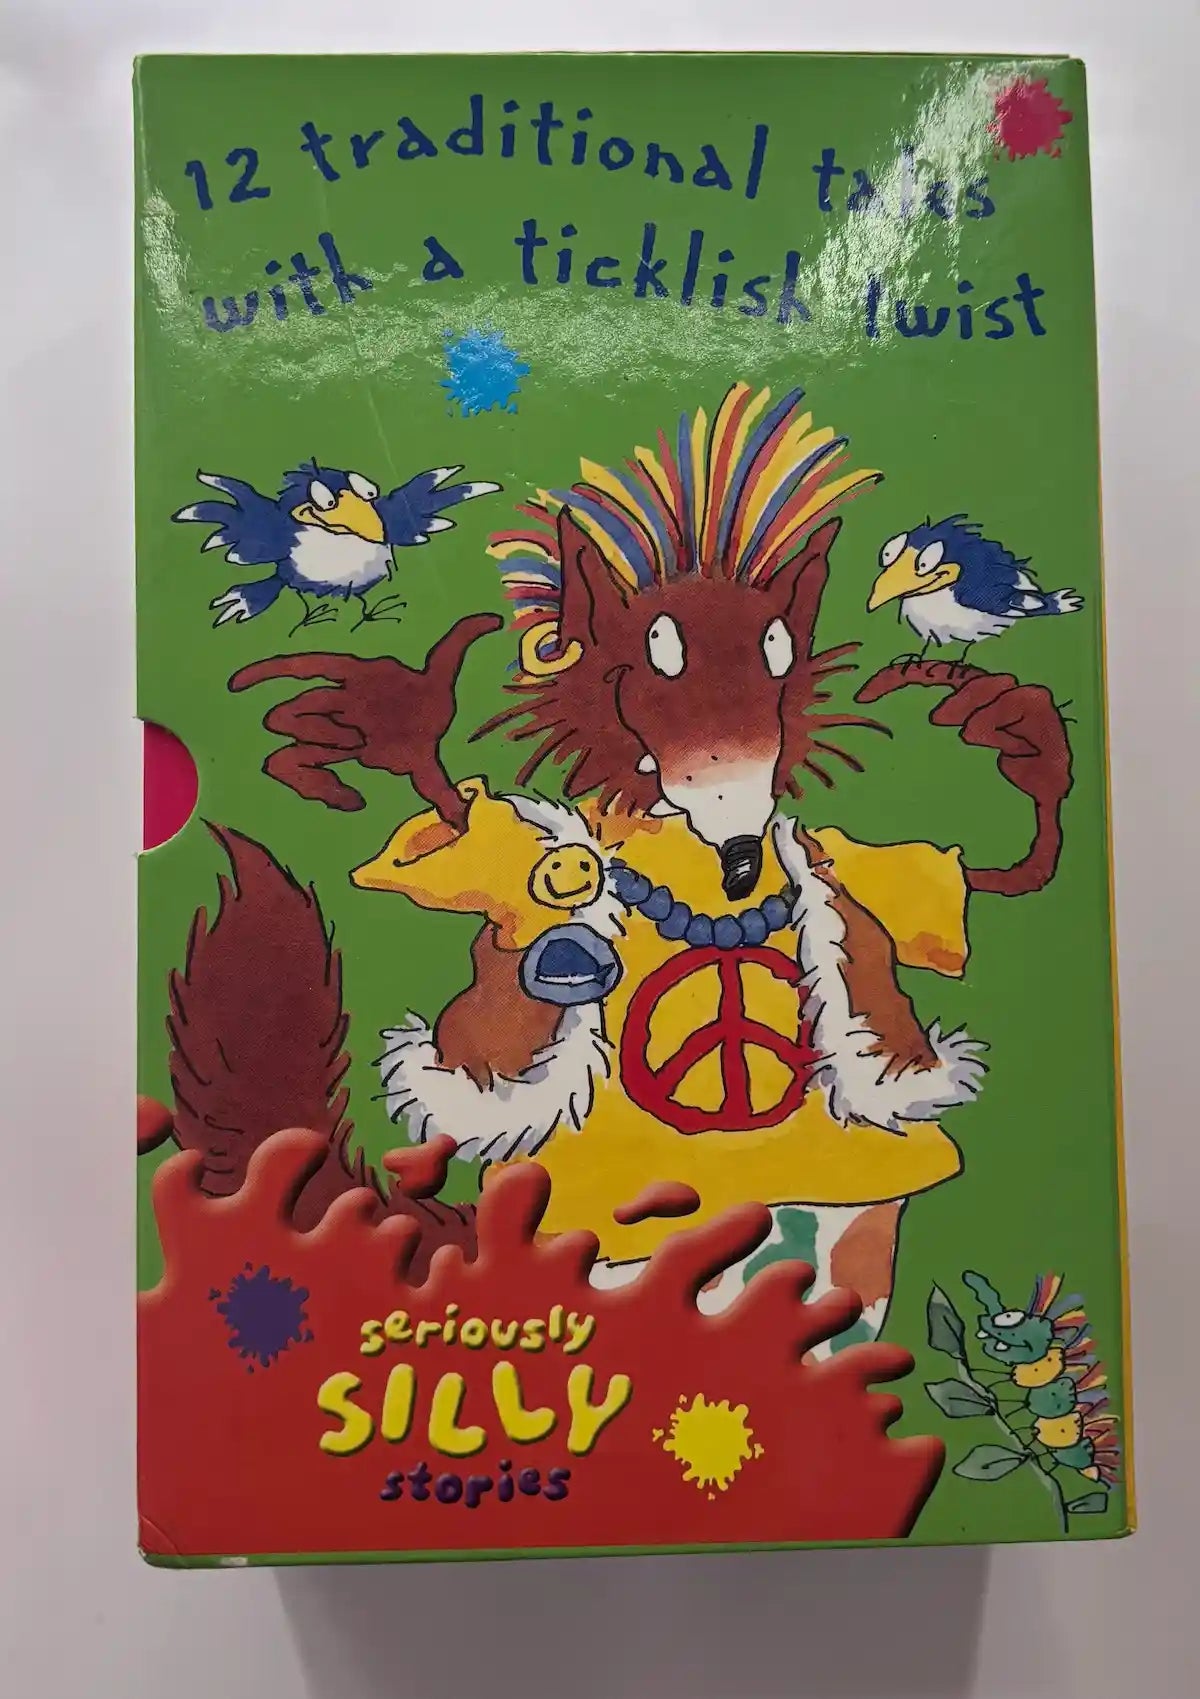 12 traditional tales
with a ticklish twist
seriously
SILLY
stories